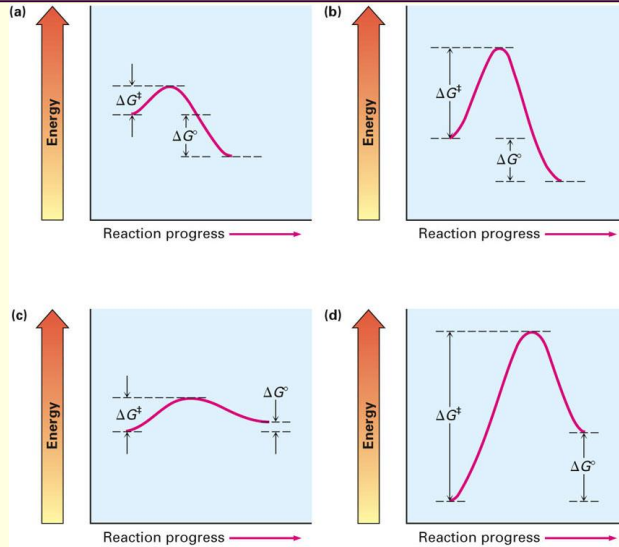 (a)
Energy
ΔG‡
ΔG°
Reaction progress
(b)
Energy
ΔG‡
ΔG°
Reaction progress
(c)
Energy
ΔG‡
ΔG°
Reaction progress
(d)
Energy
ΔG‡
ΔG°
Reaction progress